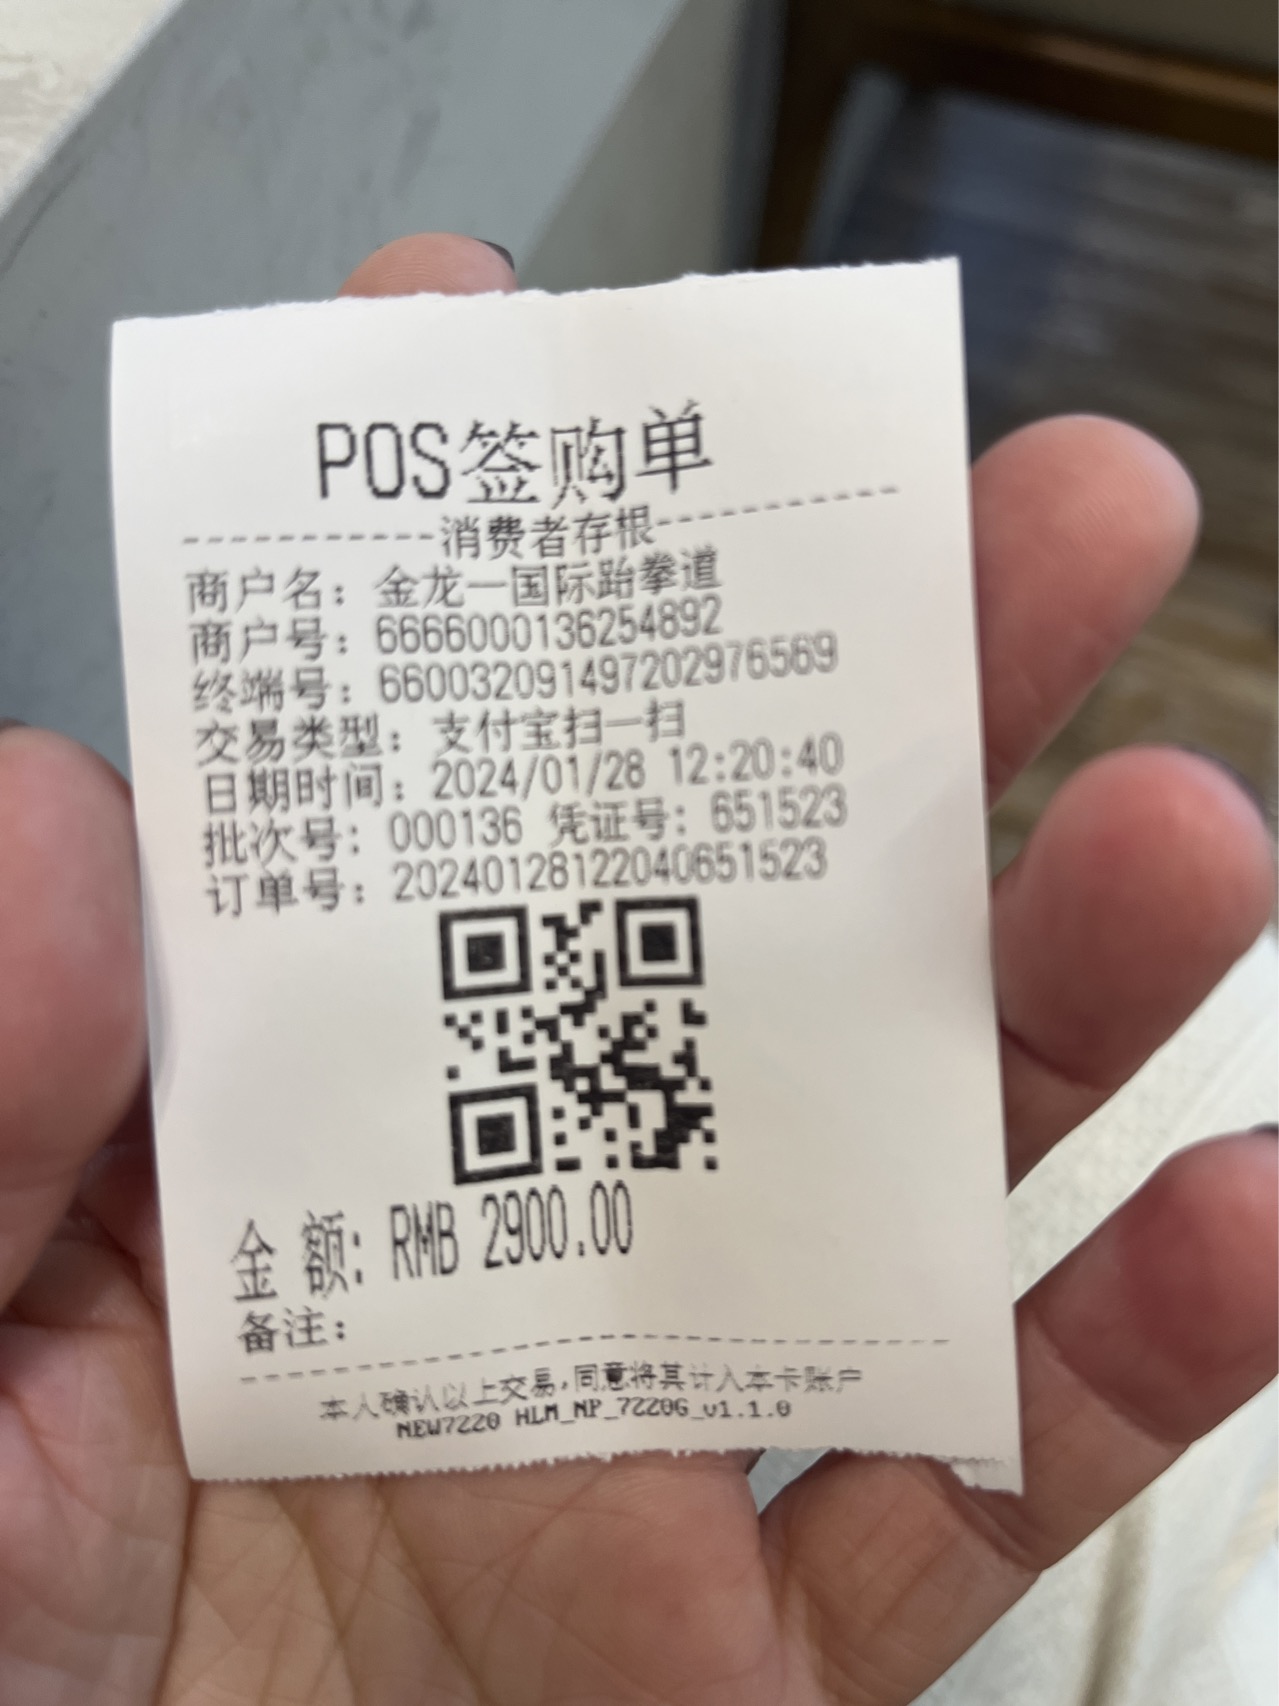 POS签购单
-----------消费者存根-----------
商户名：金龙一国际跆拳道
商户号：6666000136254892
终端号：660032091497202976569
交易类型：支付宝扫一扫
日期时间：2024/01/28 12:20:40
批次号：000136 凭证号：651523
订单号：20240128122040651523
金 额：RMB 2900.00
备注：
本人确认以上交易,同意将其计入本卡账户
NEW7220 HLM_NP_7220G_v1.1.0